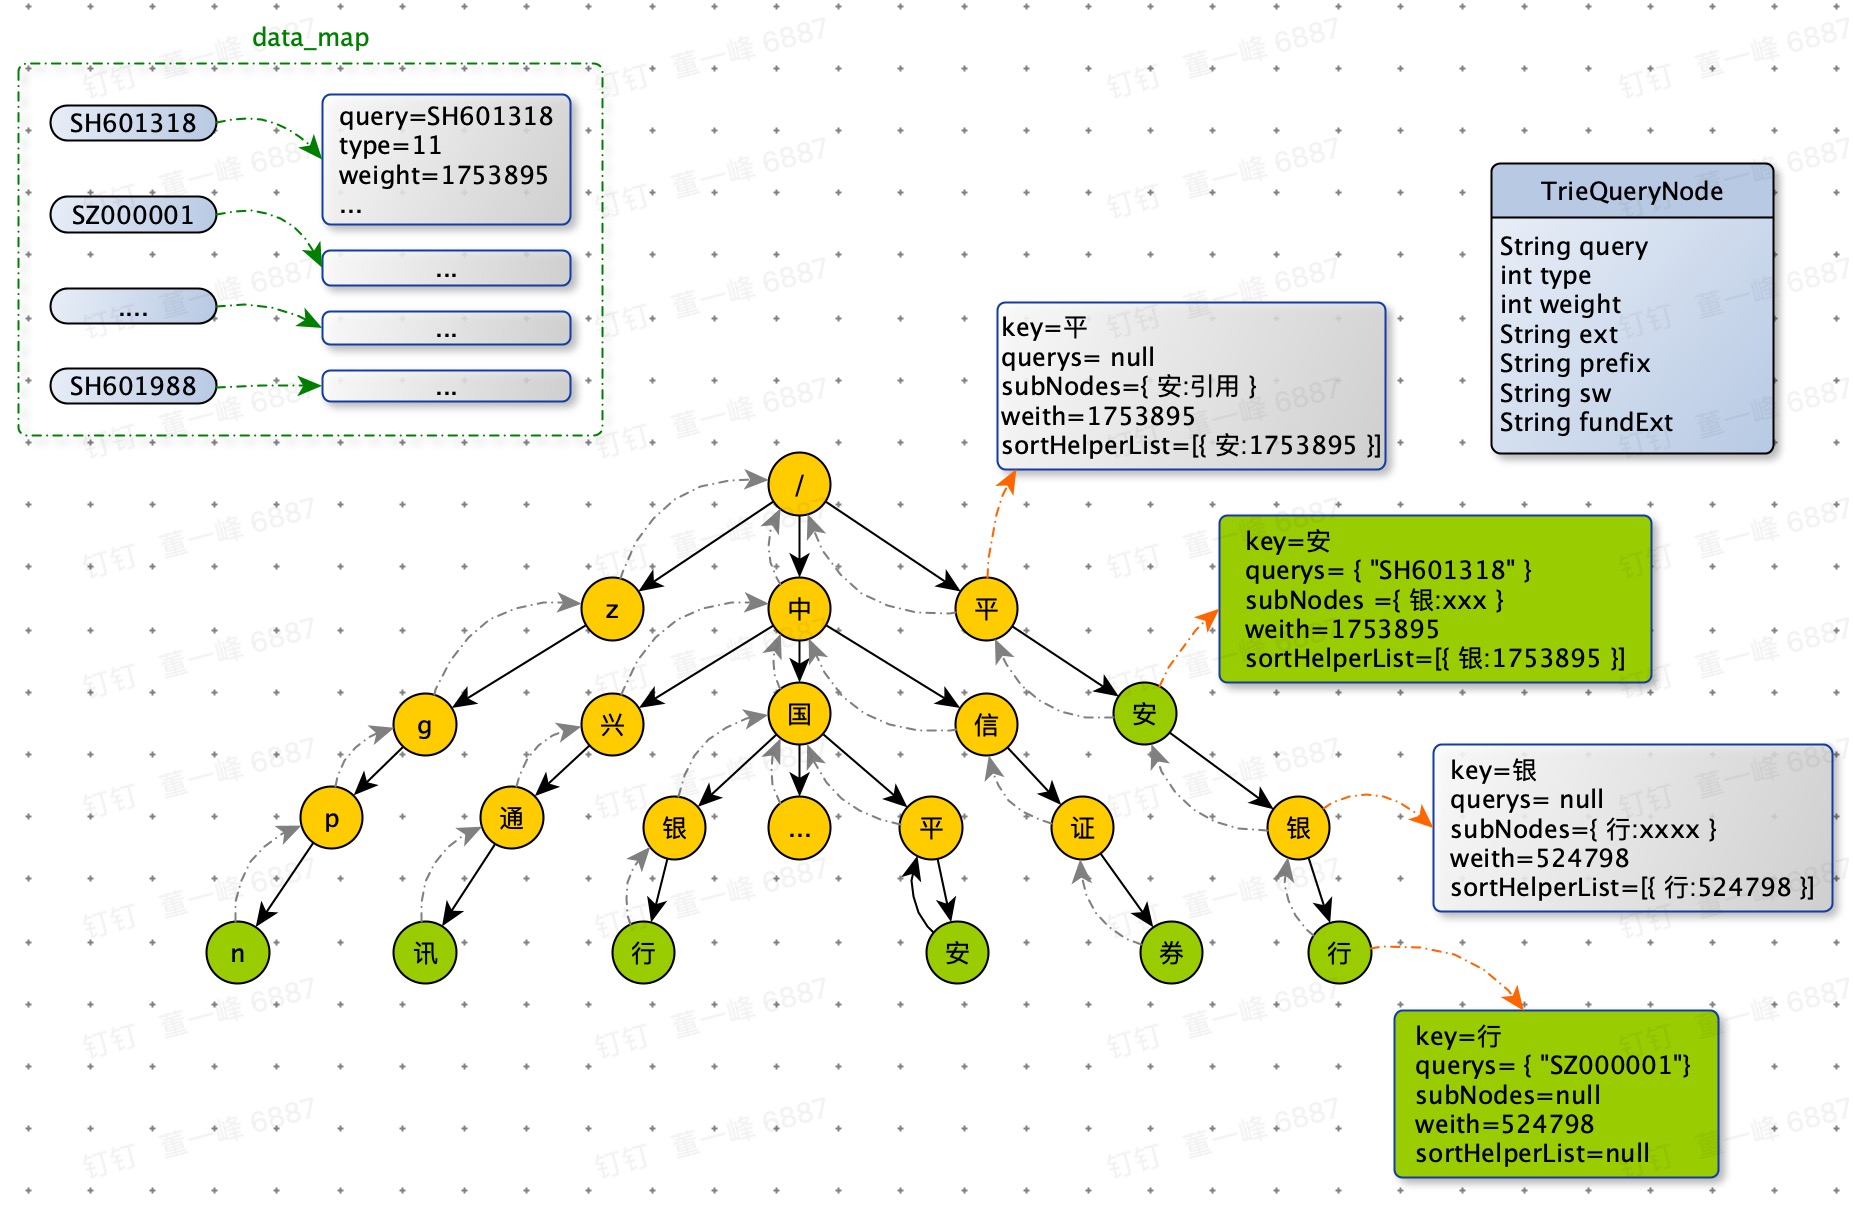 data_map
SH601318
query=SH601318
type=11
weight=1753895
...
SZ000001
...
....
...
SH601988
...
TrieQueryNode
String query
int type
int weight
String ext
String prefix
String sw
String fundExt
key=平
querys= null
subNodes={ 安:引用 }
weith=1753895
sortHelperList=[{ 安:1753895 }]
/
key=安
querys= { "SH601318" }
subNodes ={ 银:xxx }
weith=1753895
sortHelperList=[{ 银:1753895 }]
z
中
平
g
兴
国
信
安
key=银
querys= null
subNodes={ 行:xxxx }
weith=524798
sortHelperList=[{ 行:524798 }]
p
通
银
...
平
证
银
n
讯
行
安
券
行
key=行
querys= { "SZ000001"}
subNodes=null
weith=524798
sortHelperList=null
钉钉 董一峰 6887